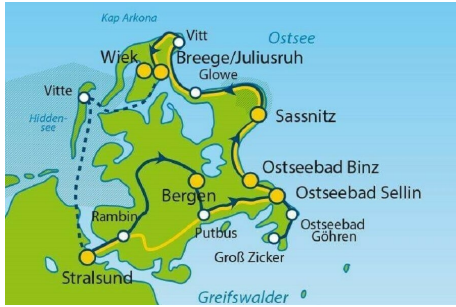 Kap Arkona
Vitt
Ostsee
Wiek
Breege/Juliusruh
Glowe
Vitte
Hidden-
see
Sassnitz
Ostseebad Binz
Bergen
Ostseebad Sellin
Rambin
Putbus
Ostseebad
Göhren
Groß Zicker
Stralsund
Greifswalder